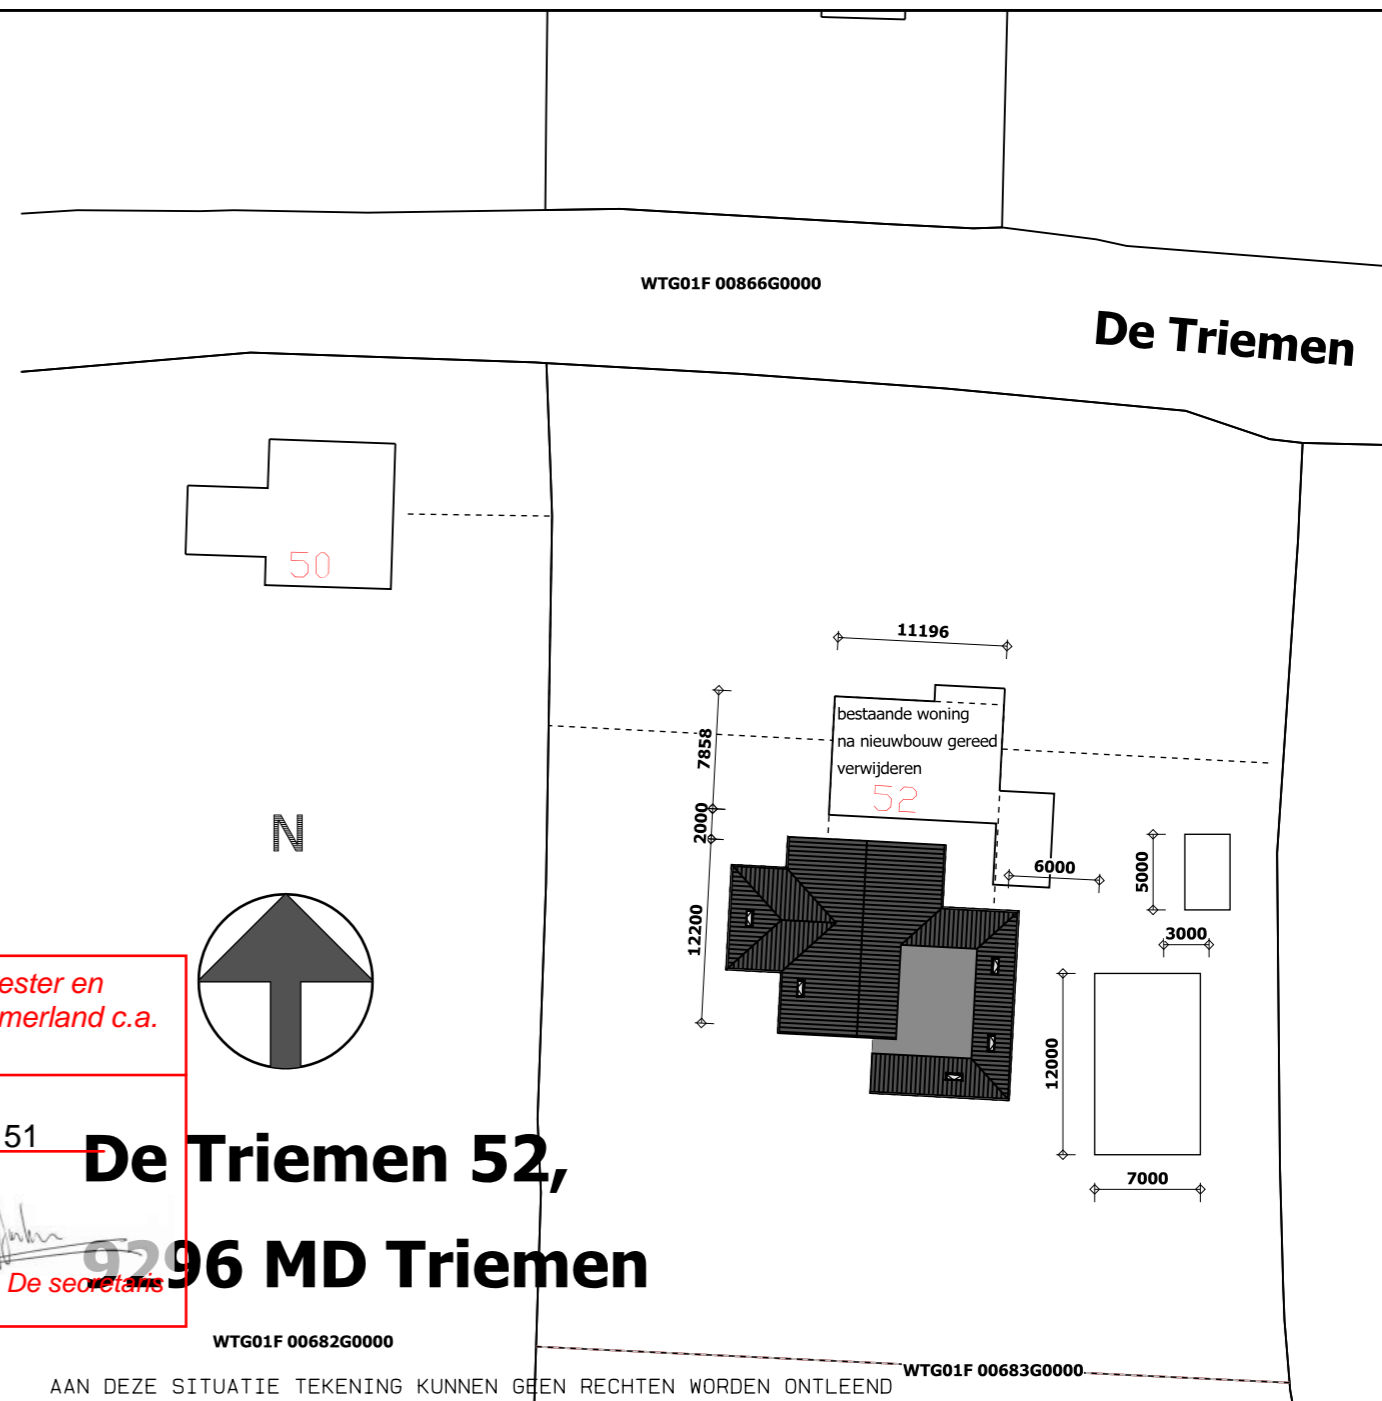 WTG01F 00866G0000
De Triemen
50
11196
bestaande woning
na nieuwbouw gereed
verwijderen
52
7858
2000
12200
6000
5000
3000
12000
7000
N
ester en
merland c.a.
51
De Triemen 52,
9296 MD Triemen
De secretaris
WTG01F 00682G0000
WTG01F 00683G0000
AAN DEZE SITUATIE TEKENING KUNNEN GEEN RECHTEN WORDEN ONTLEEND